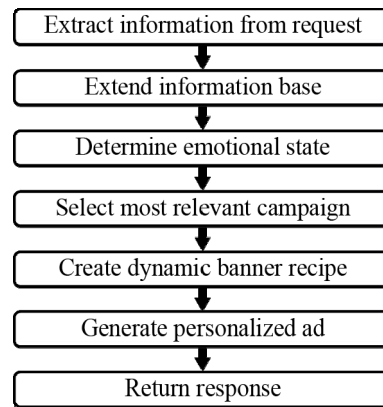 Extract information from request
Extend information base
Determine emotional state
Select most relevant campaign
Create dynamic banner recipe
Generate personalized ad
Return response